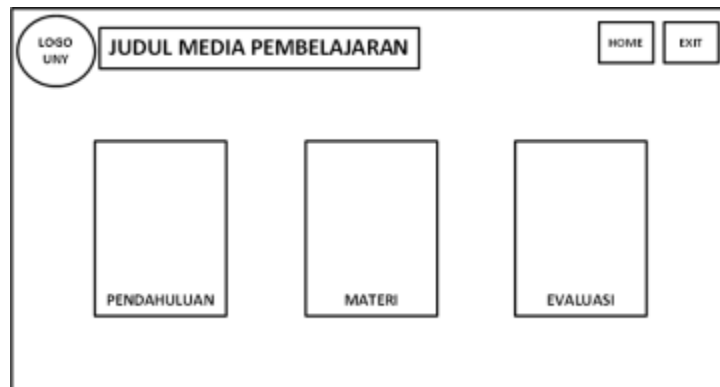 LOGO
UNY
JUDUL MEDIA PEMBELAJARAN
HOME
EXIT
PENDAHULUAN
MATERI
EVALUASI